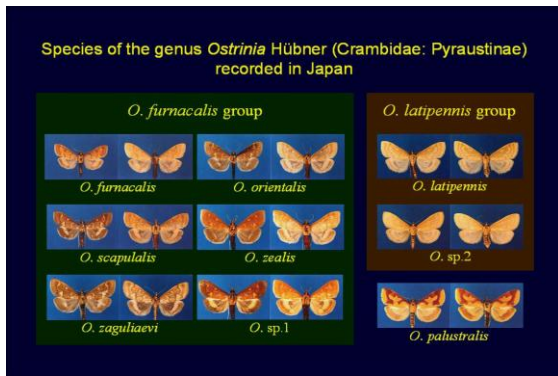 Species of the genus Ostrinia Hübner (Crambidae: Pyraustinae)
recorded in Japan
O. furnacalis group
O. furnacalis
O. orientalis
O. scapulalis
O. zealis
O. zaguliaevi
O. sp.1
O. latipennis group
O. latipennis
O. sp.2
O. palustralis